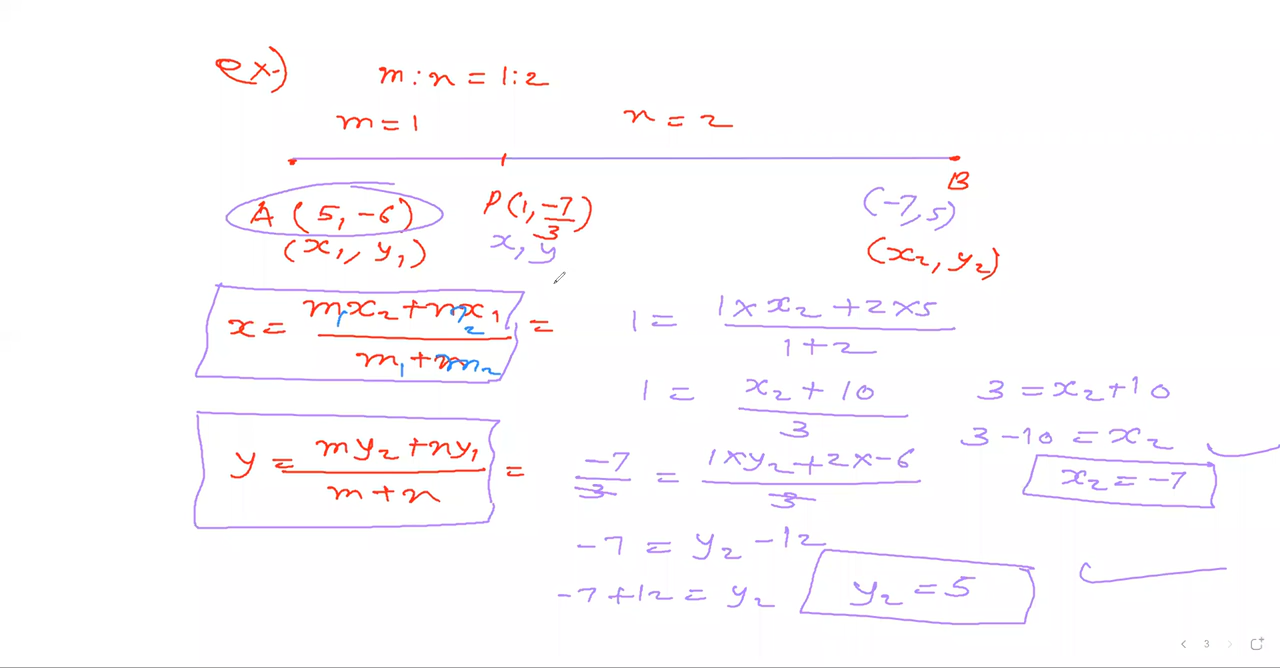 ex.)
m : n = 1 : 2
m = 1
n = 2
A (5, -6)
(x₁, y₁)
P(1, -7/3)
x, y
B
(-7, 5)
(x₂, y₂)
x = (m₁x₂ + m₂x₁)/(m₁ + m₂) =
1 = (1 × x₂ + 2 × 5)/(1 + 2)
1 = (x₂ + 10)/3
3 = x₂ + 10
3 - 10 = x₂
x₂ = -7
y = (my₂ + ny₁)/(m + n) =
-7/3 = (1 × y₂ + 2 × -6)/3
-7 = y₂ - 12
-7 + 12 = y₂
y₂ = 5
3